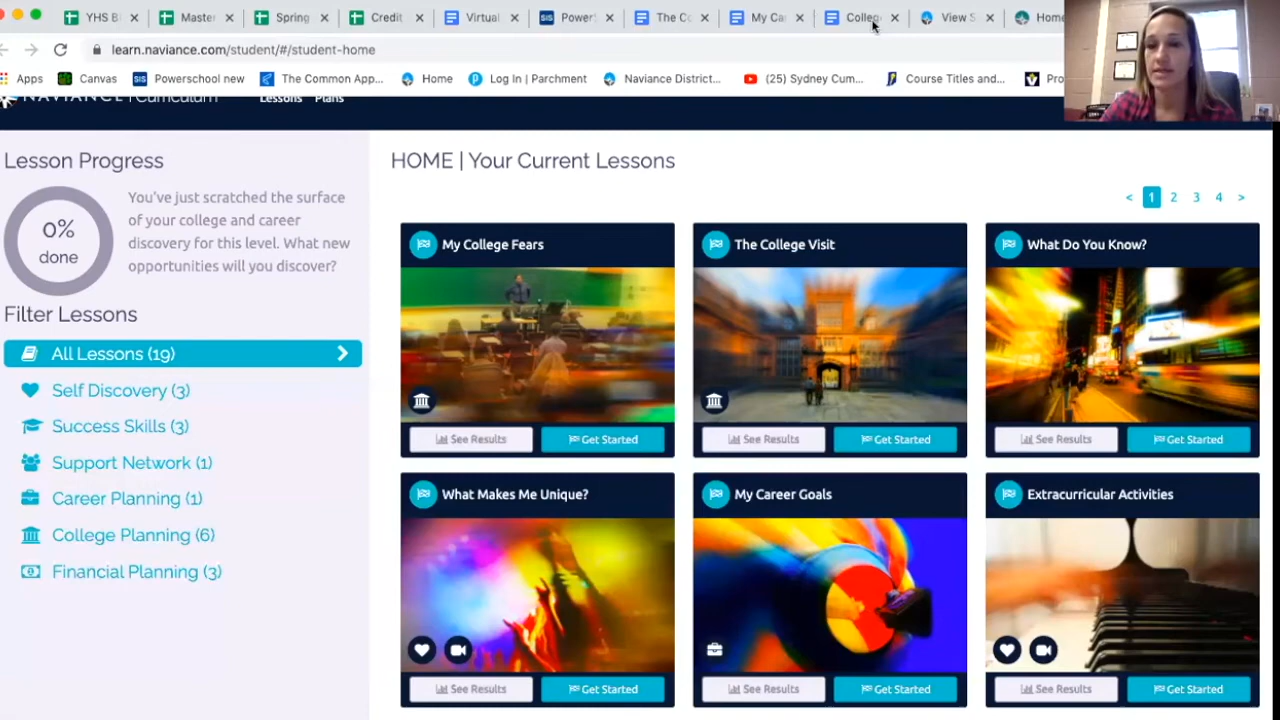 YHS B
Master
Spring
Credit
Virtual
SIS
Power
The C
My Ca
Colleg
View S
Home
learn.naviance.com/student/#/student-home
Apps
Canvas
SIS Powerschool new
The Common App...
Home
Log In | Parchment
Naviance District...
(25) Sydney Cum...
Course Titles and...
Pro
NAVIANCE Curriculum
Lessons Plans
Lesson Progress
0%
done
You've just scratched the surface
of your college and career
discovery for this level. What new
opportunities will you discover?
Filter Lessons
All Lessons (19)
Self Discovery (3)
Success Skills (3)
Support Network (1)
Career Planning (1)
College Planning (6)
Financial Planning (3)
HOME | Your Current Lessons
< 1 2 3 4 >
My College Fears
See Results Get Started
The College Visit
See Results Get Started
What Do You Know?
See Results Get Started
What Makes Me Unique?
See Results Get Started
My Career Goals
See Results Get Started
Extracurricular Activities
See Results Get Started